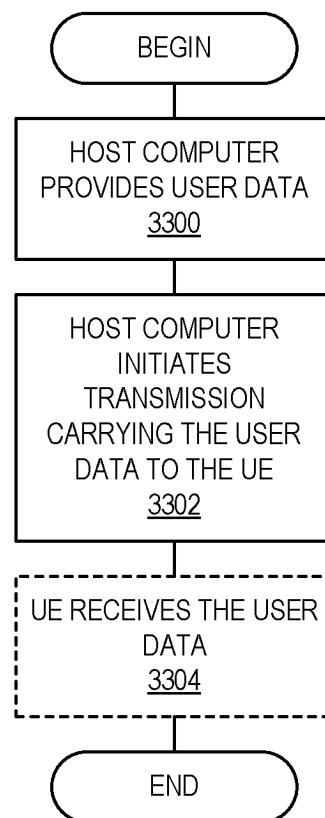 BEGIN
HOST COMPUTER
PROVIDES USER DATA
3300
HOST COMPUTER
INITIATES
TRANSMISSION
CARRYING THE USER
DATA TO THE UE
3302
UE RECEIVES THE USER
DATA
3304
END